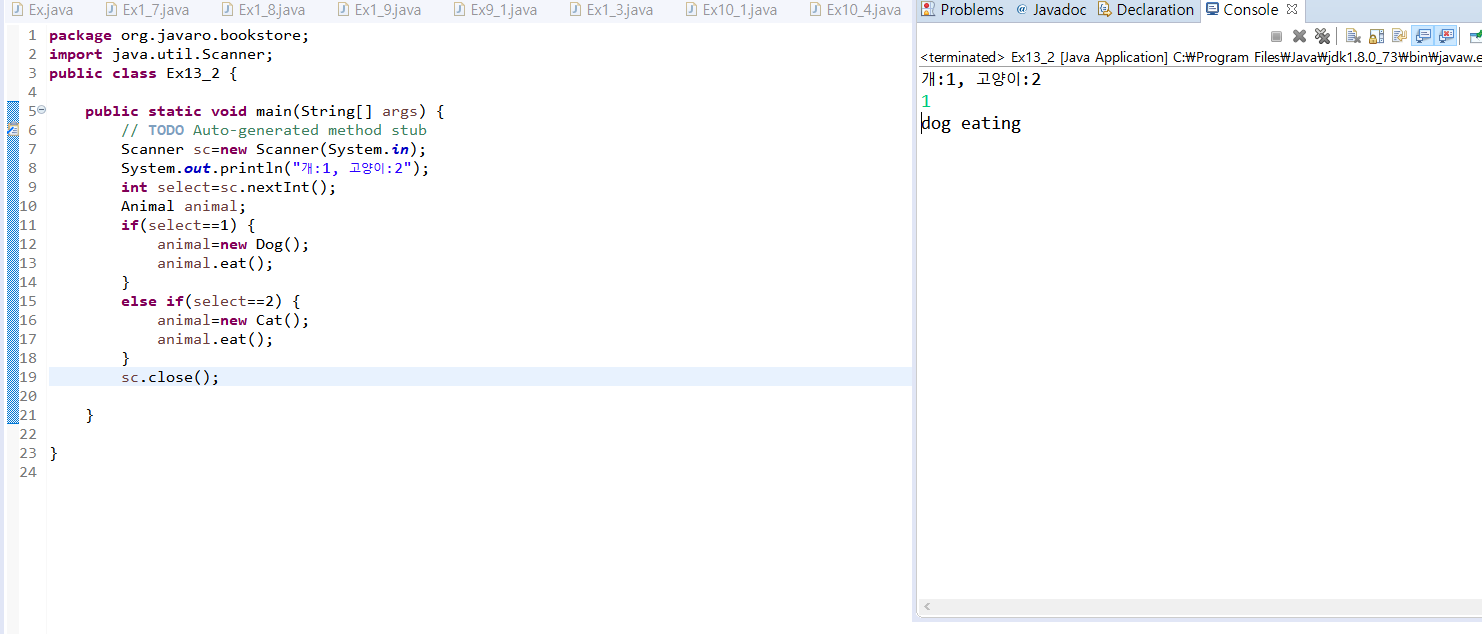 Ex.java Ex1_7.java Ex1_8.java Ex1_9.java Ex9_1.java Ex1_3.java Ex10_1.java Ex10_4.java
1 package org.javaro.bookstore;
2 import java.util.Scanner;
3 public class Ex13_2 {
4
5 public static void main(String[] args) {
6 // TODO Auto-generated method stub
7 Scanner sc=new Scanner(System.in);
8 System.out.println("개:1, 고양이:2");
9 int select=sc.nextInt();
10 Animal animal;
11 if(select==1) {
12 animal=new Dog();
13 animal.eat();
14 }
15 else if(select==2) {
16 animal=new Cat();
17 animal.eat();
18 }
19 sc.close();
20
21 }
22
23 }
24
Problems Javadoc Declaration Console
<terminated> Ex13_2 [Java Application] C:₩Program Files₩Java₩jdk1.8.0_73₩bin₩javaw.e
개:1, 고양이:2
1
dog eating